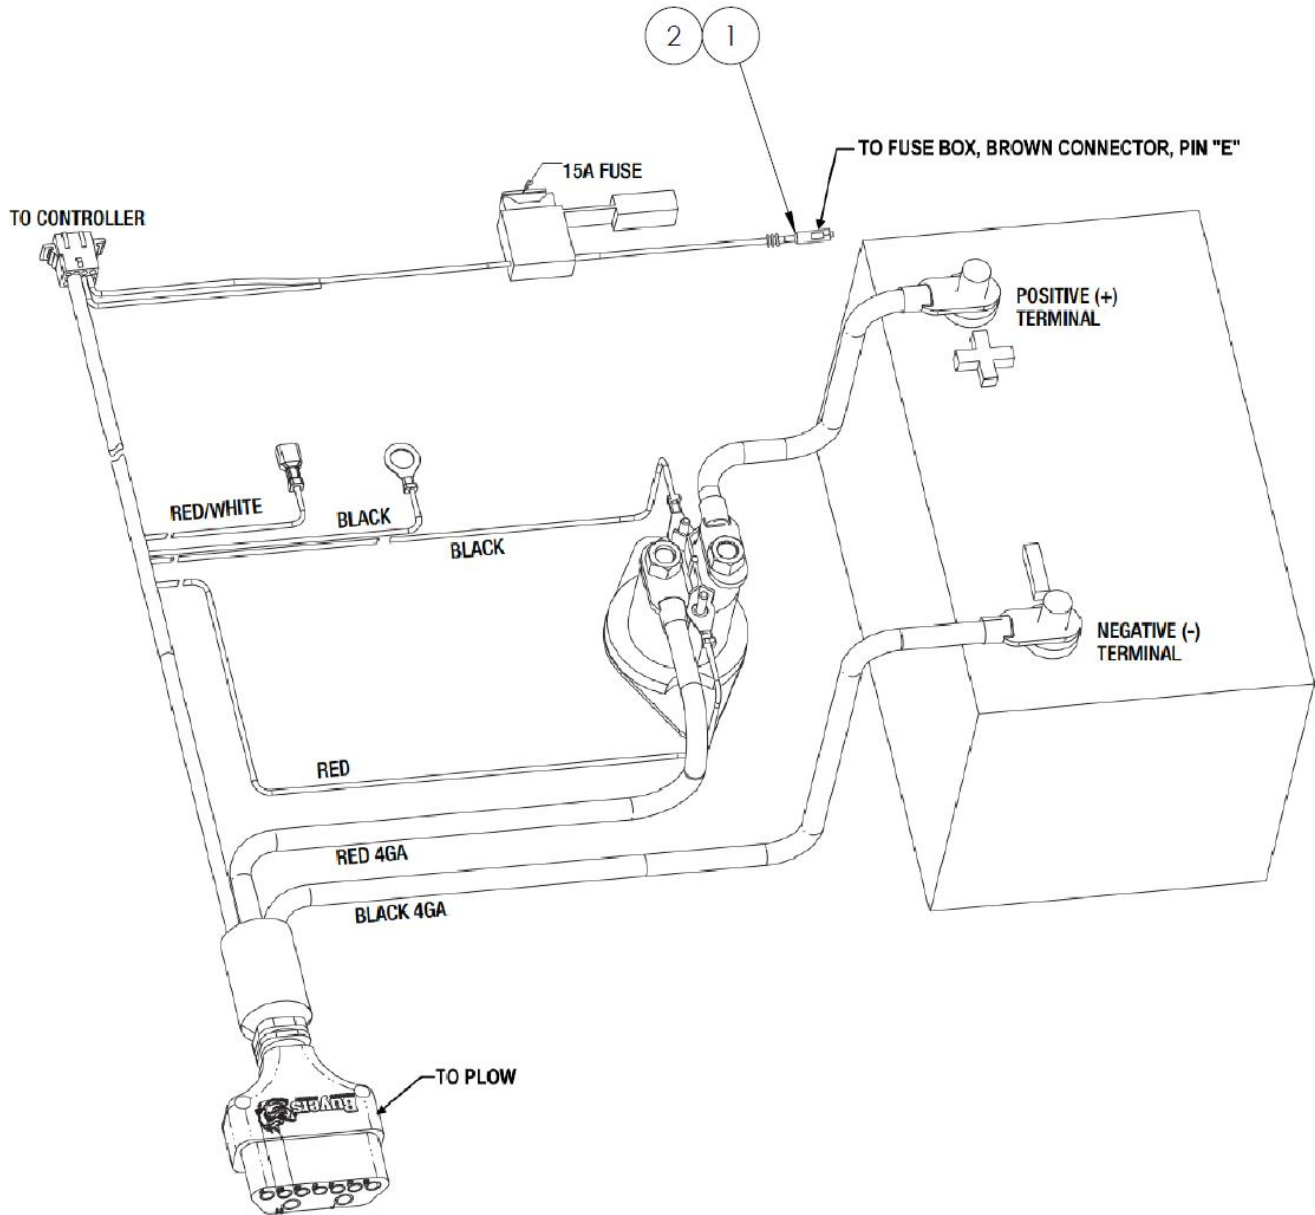 2 1
TO FUSE BOX, BROWN CONNECTOR, PIN "E"
15A FUSE
TO CONTROLLER
POSITIVE (+)
TERMINAL
RED/WHITE
BLACK
BLACK
NEGATIVE (-)
TERMINAL
RED
RED 4GA
BLACK 4GA
TO PLOW
Buyers